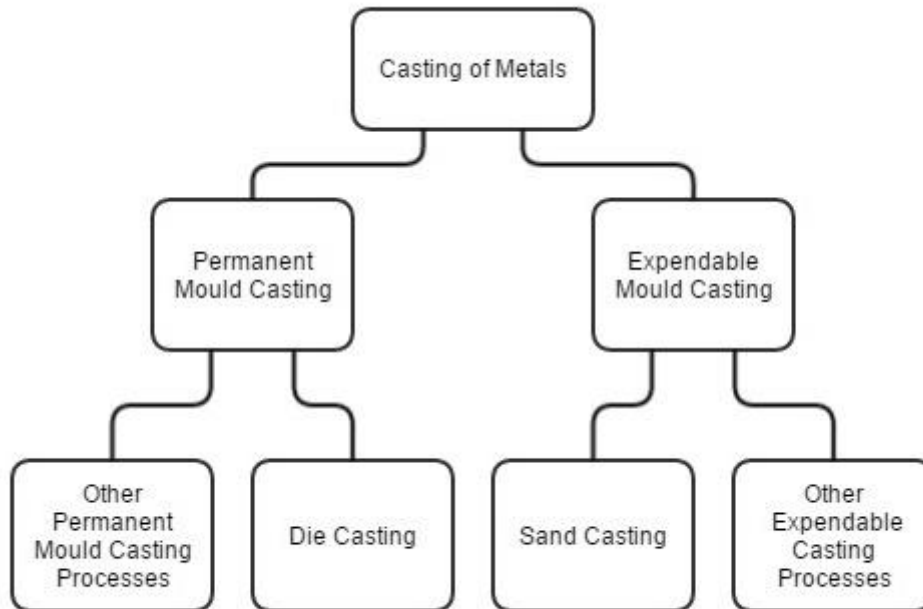 Casting of Metals
Permanent
Mould Casting
Expendable
Mould Casting
Other
Permanent
Mould Casting
Processes
Die Casting
Sand Casting
Other
Expendable
Casting
Processes